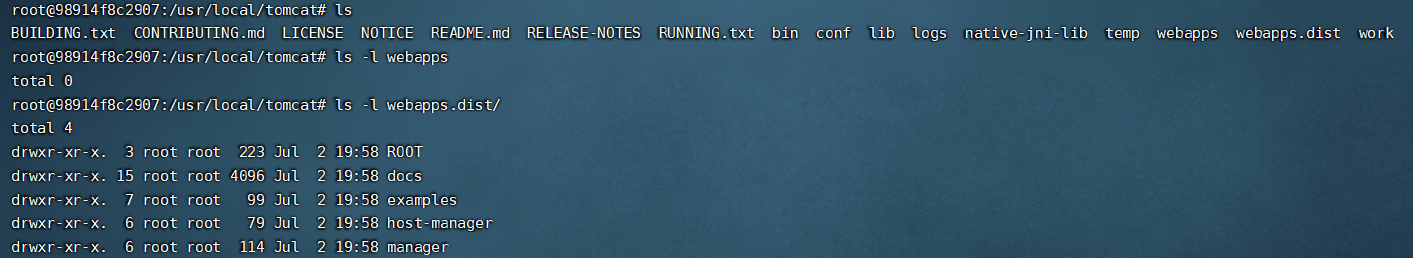 root@98914f8c2907:/usr/local/tomcat# ls
BUILDING.txt  CONTRIBUTING.md  LICENSE  NOTICE  README.md  RELEASE-NOTES  RUNNING.txt  bin  conf  lib  logs  native-jni-lib  temp  webapps  webapps.dist  work
root@98914f8c2907:/usr/local/tomcat# ls -l webapps
total 0
root@98914f8c2907:/usr/local/tomcat# ls -l webapps.dist/
total 4
drwxr-xr-x.  3 root root  223 Jul  2 19:58 ROOT
drwxr-xr-x. 15 root root 4096 Jul  2 19:58 docs
drwxr-xr-x.  7 root root   99 Jul  2 19:58 examples
drwxr-xr-x.  6 root root   79 Jul  2 19:58 host-manager
drwxr-xr-x.  6 root root  114 Jul  2 19:58 manager